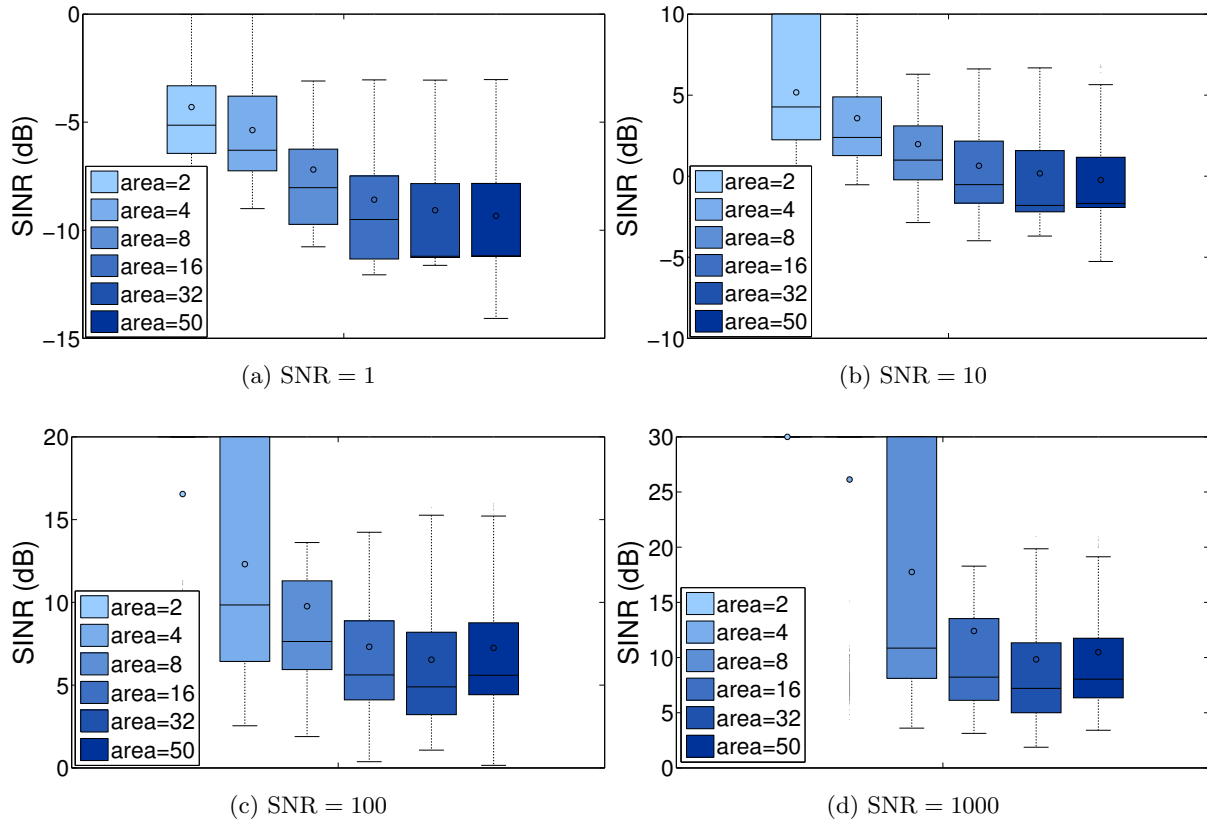 0
−5
−10
−15
SINR (dB)
area=2
area=4
area=8
area=16
area=32
area=50
(a) SNR = 1
10
5
0
−5
−10
SINR (dB)
area=2
area=4
area=8
area=16
area=32
area=50
(b) SNR = 10
20
15
10
5
0
SINR (dB)
area=2
area=4
area=8
area=16
area=32
area=50
(c) SNR = 100
30
25
20
15
10
5
0
SINR (dB)
area=2
area=4
area=8
area=16
area=32
area=50
(d) SNR = 1000